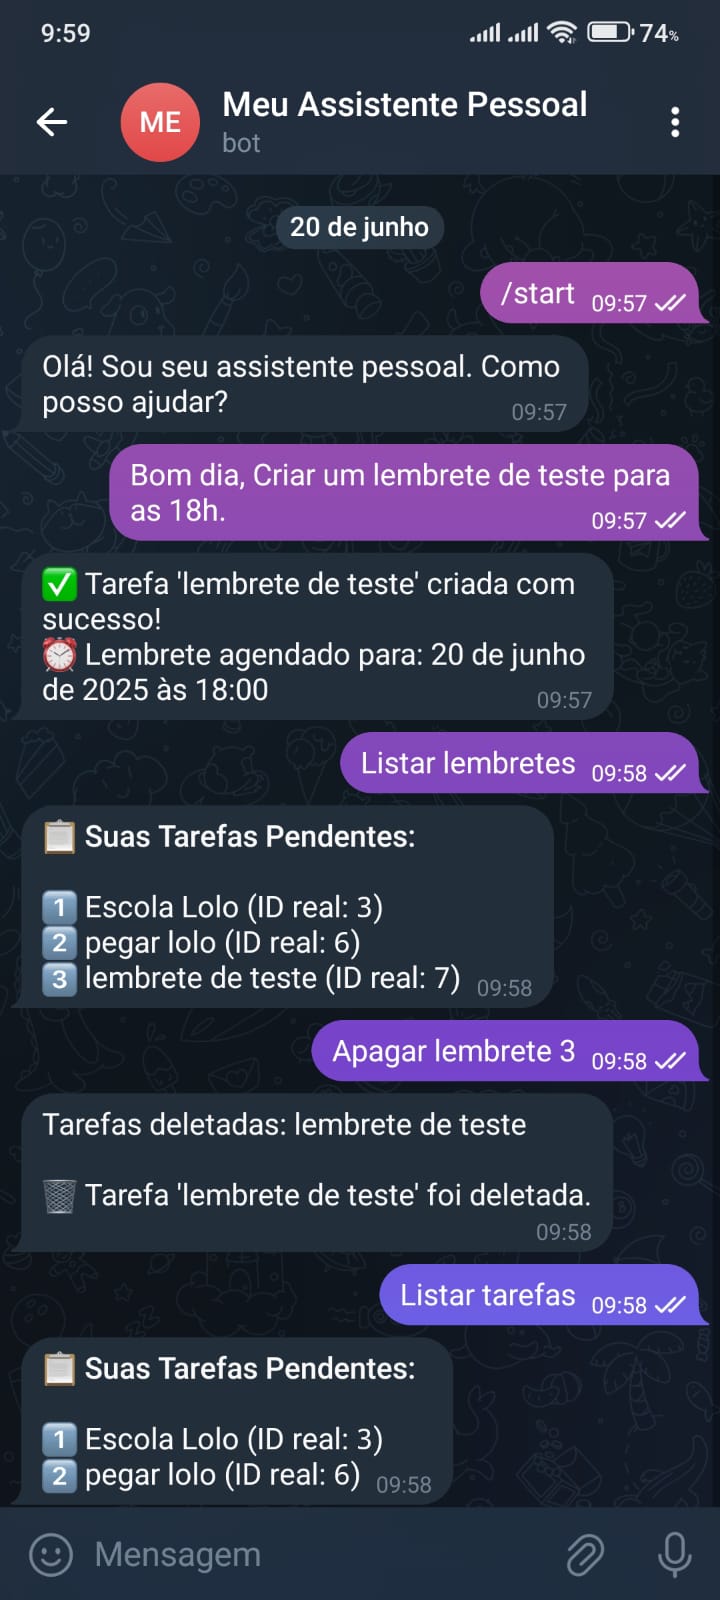 9:59
74%
ME
Meu Assistente Pessoal
bot
20 de junho
/start 09:57
Olá! Sou seu assistente pessoal. Como
posso ajudar?
09:57
Bom dia, Criar um lembrete de teste para
as 18h.
09:57
✅ Tarefa 'lembrete de teste' criada com
sucesso!
⏰ Lembrete agendado para: 20 de junho
de 2025 às 18:00
09:57
Listar lembretes 09:58
📋 Suas Tarefas Pendentes:
1️⃣ Escola Lolo (ID real: 3)
2️⃣ pegar lolo (ID real: 6)
3️⃣ lembrete de teste (ID real: 7) 09:58
Apagar lembrete 3 09:58
Tarefas deletadas: lembrete de teste
🗑️ Tarefa 'lembrete de teste' foi deletada.
09:58
Listar tarefas 09:58
📋 Suas Tarefas Pendentes:
1️⃣ Escola Lolo (ID real: 3)
2️⃣ pegar lolo (ID real: 6) 09:58
Mensagem